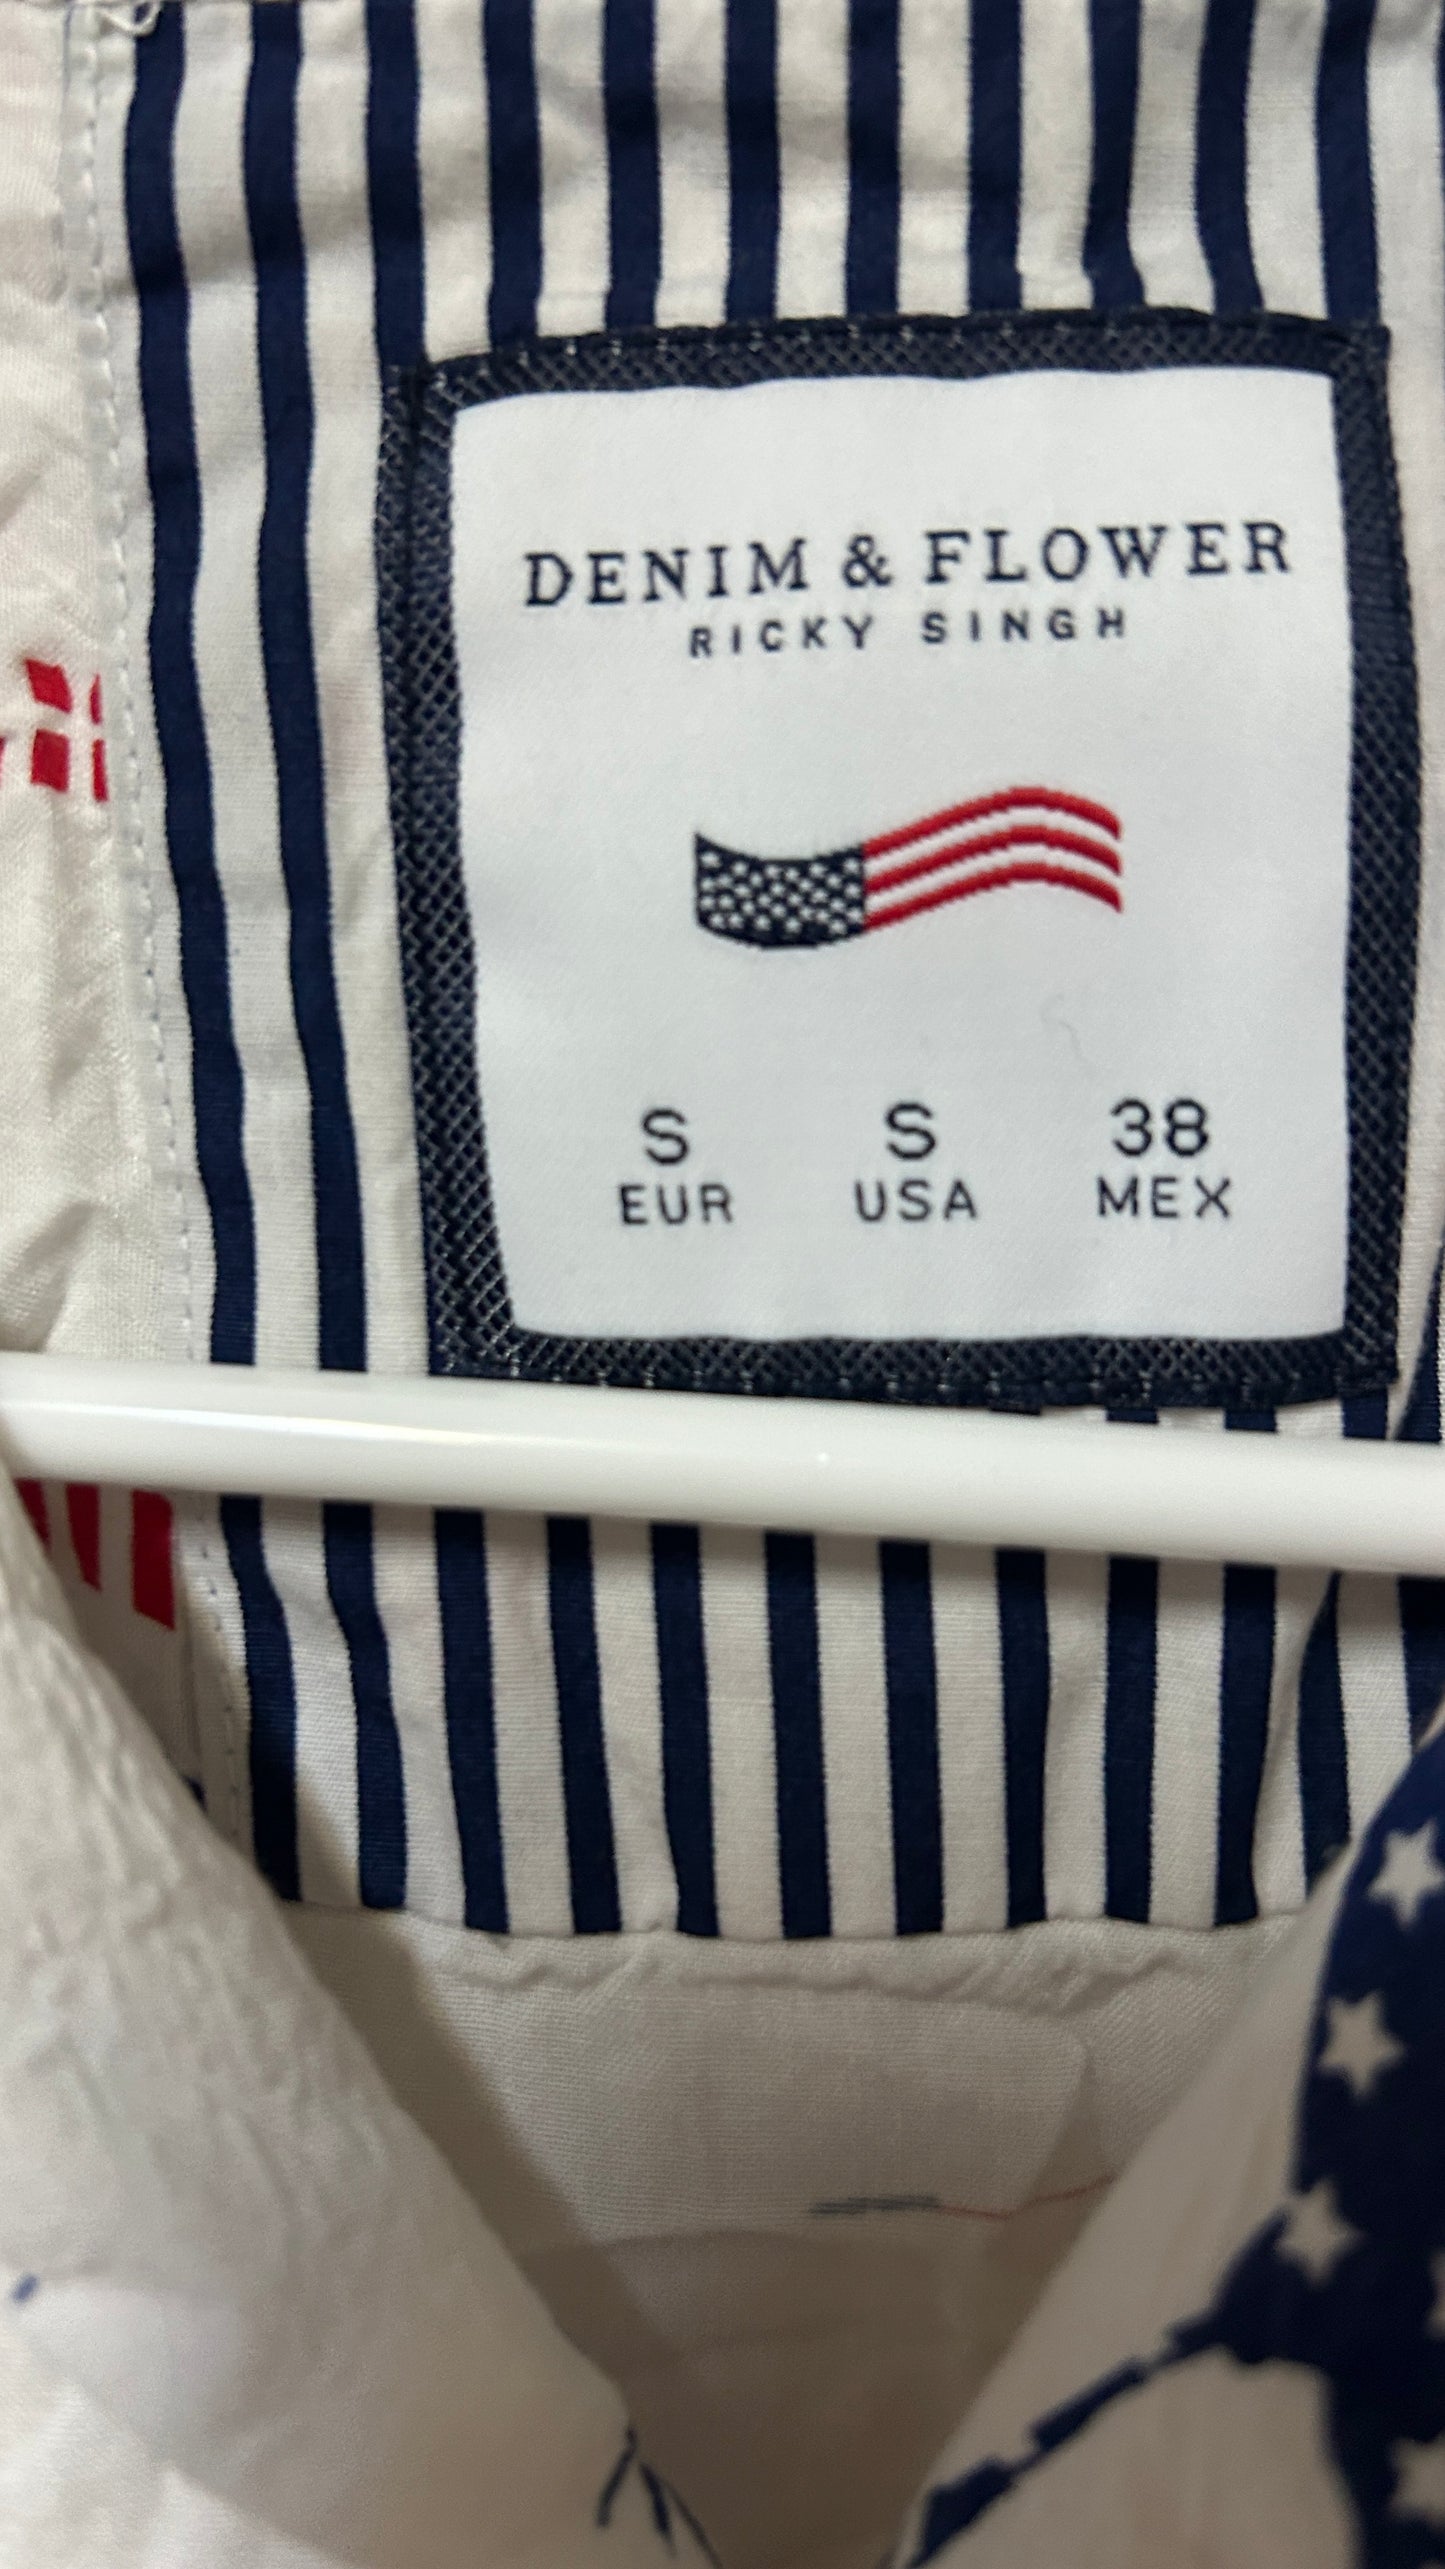 DENIM & FLOWER
RICKY SINGH
S S 38
EUR USA MEX